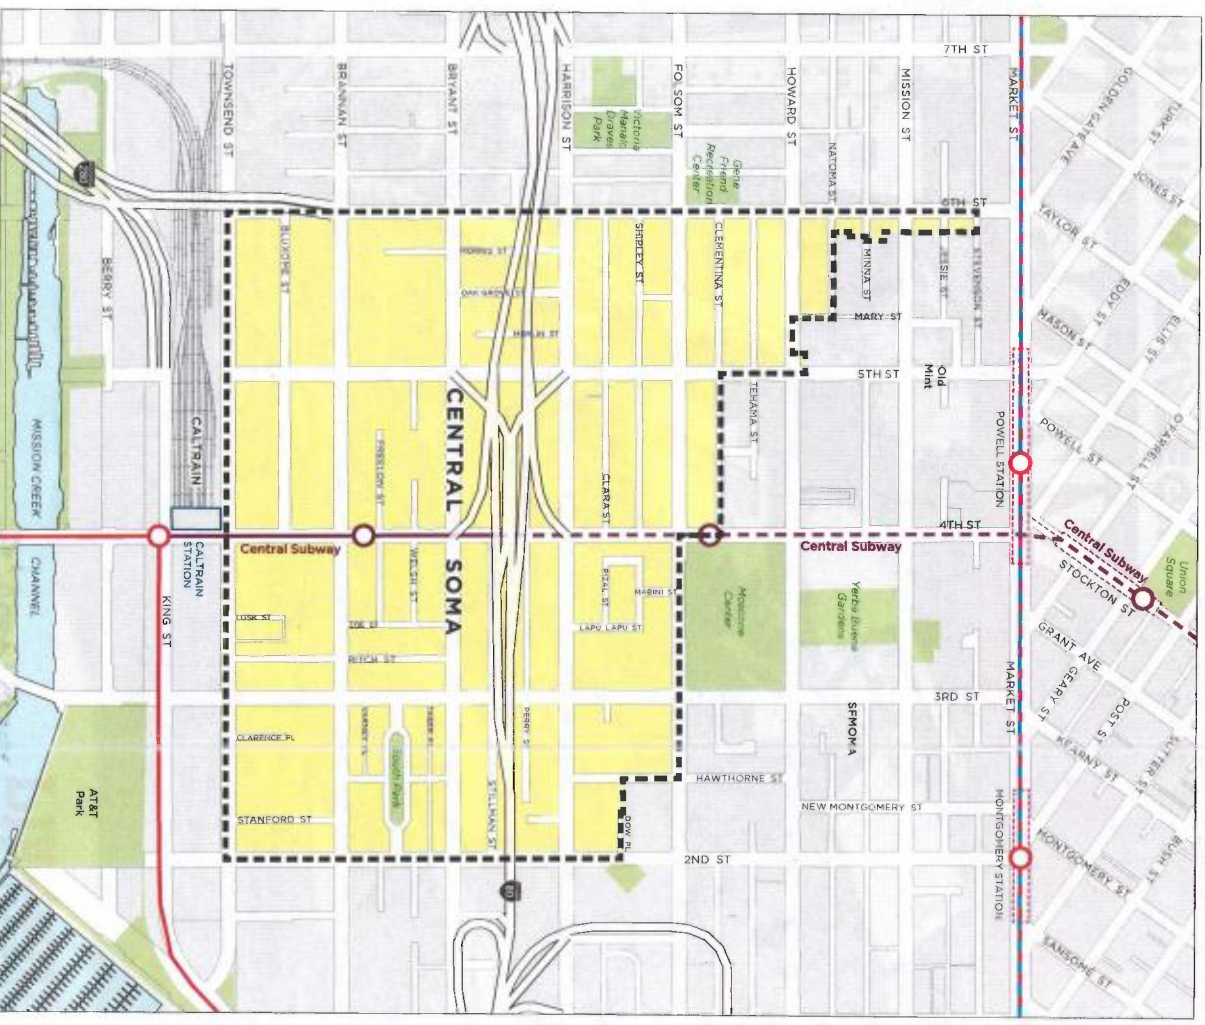 7TH ST
TOWNSEND ST
BRANNAN ST
BRYANT ST
HARRISON ST
FOLSOM ST
HOWARD ST
MISSION ST
MARKET ST
GOLDEN GATE AVE
TURK ST
Victoria
Manalo
Draves
Park
Gene
Friend
Recreation
Center
NATOMA ST
JONES ST
280
6TH ST
TAYLOR ST
BLUXOME ST
MORRIS ST
SHIPLEY ST
CLEMENTINA ST
MINNA ST
JESSIE ST
STEVENSON ST
EDDY ST
BERRY ST
OAK GROVE ST
MERLIN ST
MARY ST
MASON ST
ELLIS ST
5TH ST
Old
Mint
TEHAMA ST
CENTRAL SOMA
MISSION CREEK
CALTRAIN
FREELON ST
CLARA ST
POWELL STATION
POWELL ST
O'FARRELL ST
4TH ST
Central Subway
Central Subway
Central Subway
CALTRAIN
STATION
CHANNEL
KING ST
WELSH ST
RIZAL ST
MABINI ST
LAPU LAPU ST
Moscone
Center
Yerba Buena
Gardens
STOCKTON ST
Union
Square
LUSK ST
ZOE ST
RITCH ST
GRANT AVE
GEARY ST
POST ST
SUTTER ST
3RD ST
MARKET ST
SFMOMA
CLARENCE PL
VARNEY PL
TABER PL
PERRY ST
South Park
STILLMAN ST
HAWTHORNE ST
KEARNY ST
AT&T
Park
STANFORD ST
DOW PL
NEW MONTGOMERY ST
MONTGOMERY STATION
MONTGOMERY ST
BUSH ST
2ND ST
80
SANSOME ST